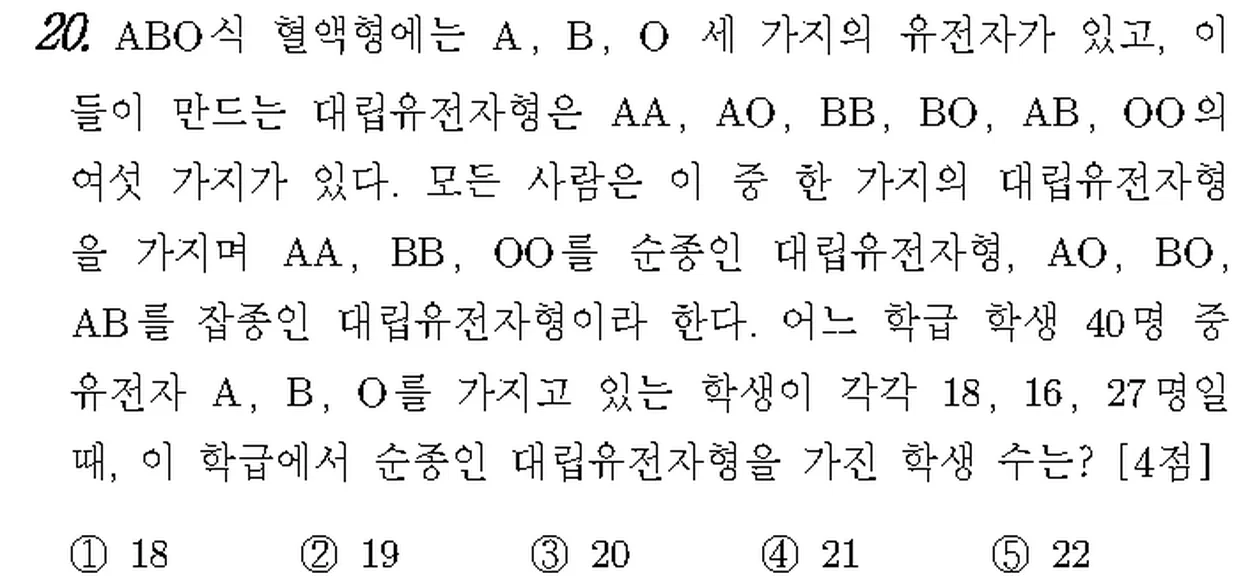 20. ABO식 혈액형에는 A, B, O 세 가지의 유전자가 있고, 이
들이 만드는 대립유전자형은 AA, AO, BB, BO, AB, OO의
여섯 가지가 있다. 모든 사람은 이 중 한 가지의 대립유전자형
을 가지며 AA, BB, OO를 순종인 대립유전자형, AO, BO,
AB를 잡종인 대립유전자형이라 한다. 어느 학급 학생 40명 중
유전자 A, B, O를 가지고 있는 학생이 각각 18, 16, 27명일
때, 이 학급에서 순종인 대립유전자형을 가진 학생 수는? [4점]
① 18 ② 19 ③ 20 ④ 21 ⑤ 22